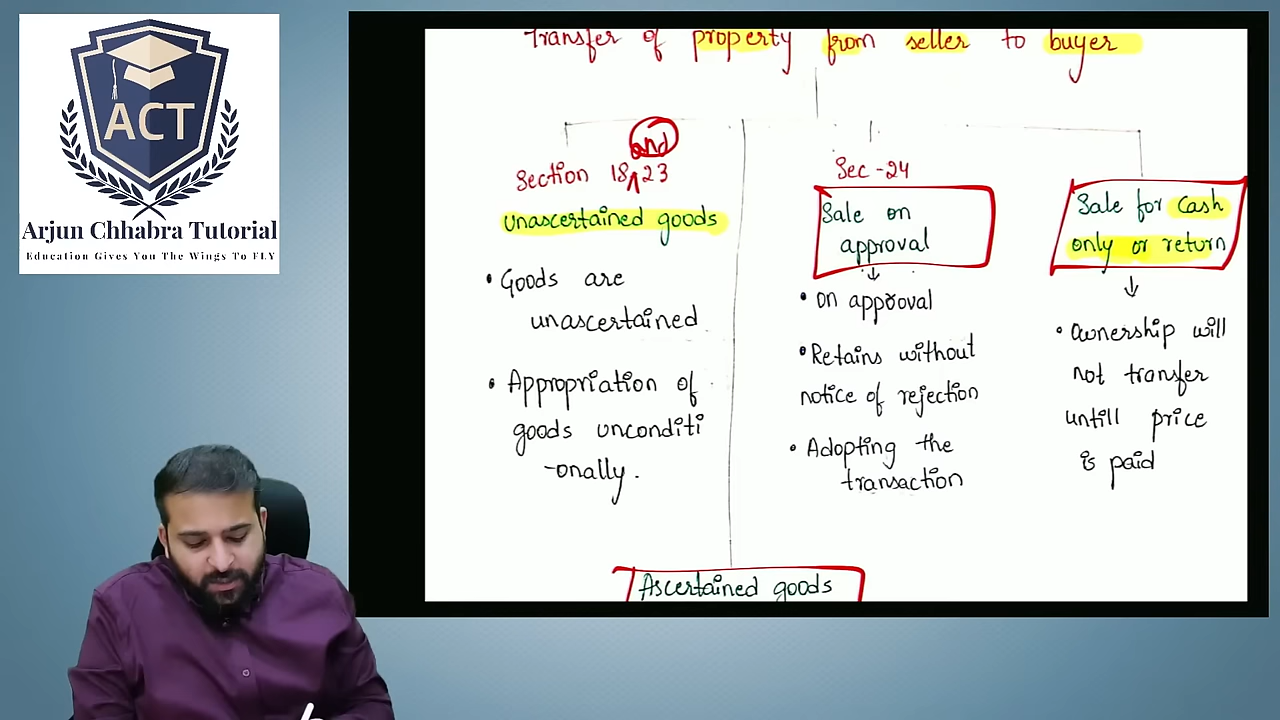 ACT
Arjun Chhabra Tutorial
Education Gives You The Wings To FLY
Transfer of property from seller to buyer
and
Section 18 23
unascertained goods
• Goods are
unascertained
• Appropriation of
goods unconditi
-onally.
Sec -24
Sale on
approval
• on approval
• Retains without
notice of rejection
• Adopting the
transaction
Sale for cash
only or return
• Ownership will
not transfer
untill price
is paid
Ascertained goods